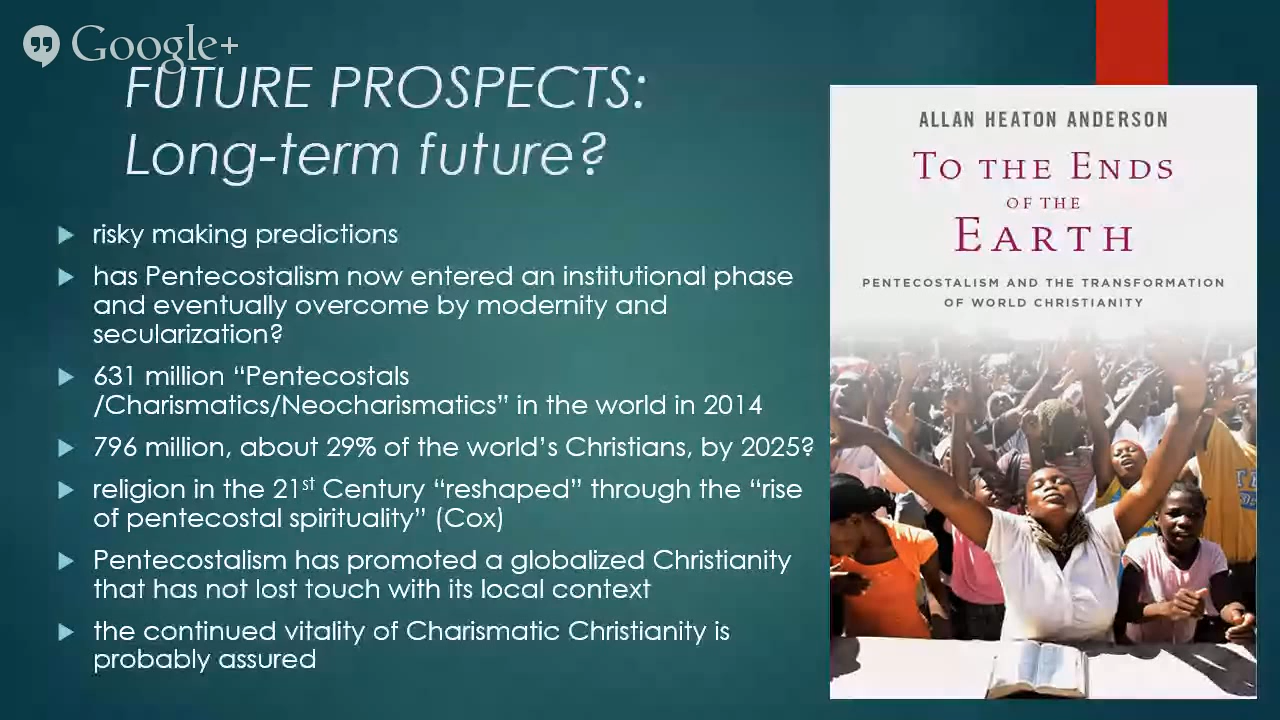 Google+
FUTURE PROSPECTS:
Long-term future?
risky making predictions
has Pentecostalism now entered an institutional phase
and eventually overcome by modernity and
secularization?
631 million “Pentecostals
/Charismatics/Neocharismatics” in the world in 2014
796 million, about 29% of the world’s Christians, by 2025?
religion in the 21st Century “reshaped” through the “rise
of pentecostal spirituality” (Cox)
Pentecostalism has promoted a globalized Christianity
that has not lost touch with its local context
the continued vitality of Charismatic Christianity is
probably assured
ALLAN HEATON ANDERSON
TO THE ENDS
OF THE
EARTH
PENTECOSTALISM AND THE TRANSFORMATION
OF WORLD CHRISTIANITY